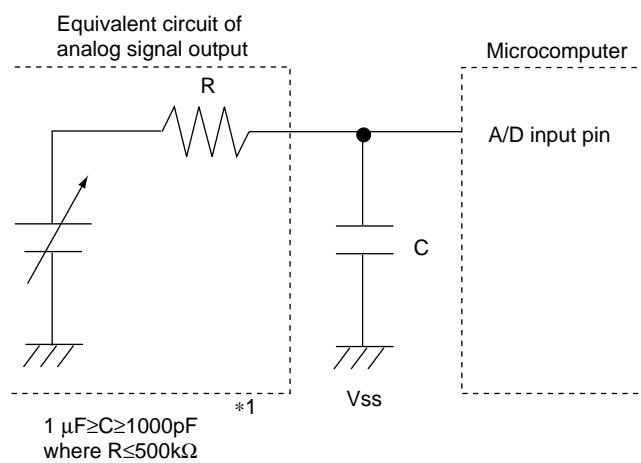 Equivalent circuit of
analog signal output
Microcomputer
R
A/D input pin
C
Vss
*1
1 μF≥C≥1000pF
where R≤500kΩ